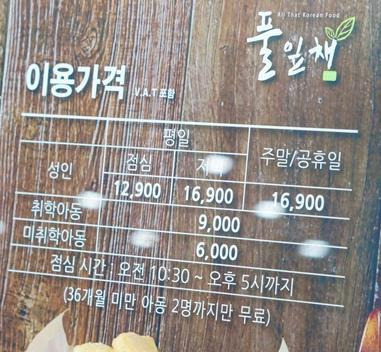 All That Korean Food
풀잎채
이용가격 V.A.T 포함
평일 주말/공휴일
점심 저녁
성인 12,900 16,900 16,900
취학아동 9,000
미취학아동 6,000
점심 시간 : 오전 10:30 ~ 오후 5시까지
(36개월 미만 아동 2명까지만 무료)